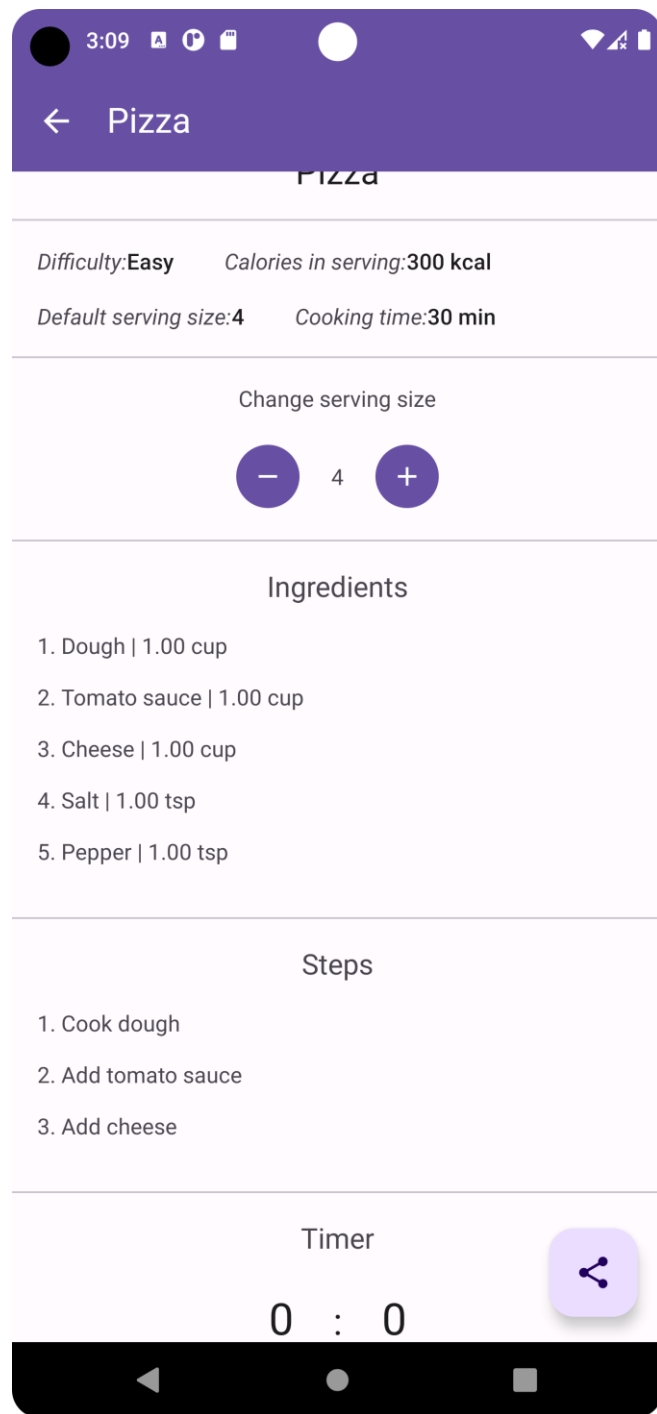 3:09
Pizza
Pizza
Difficulty:Easy Calories in serving:300 kcal
Default serving size:4 Cooking time:30 min
Change serving size
− 4 +
Ingredients
1. Dough | 1.00 cup
2. Tomato sauce | 1.00 cup
3. Cheese | 1.00 cup
4. Salt | 1.00 tsp
5. Pepper | 1.00 tsp
Steps
1. Cook dough
2. Add tomato sauce
3. Add cheese
Timer
0 : 0